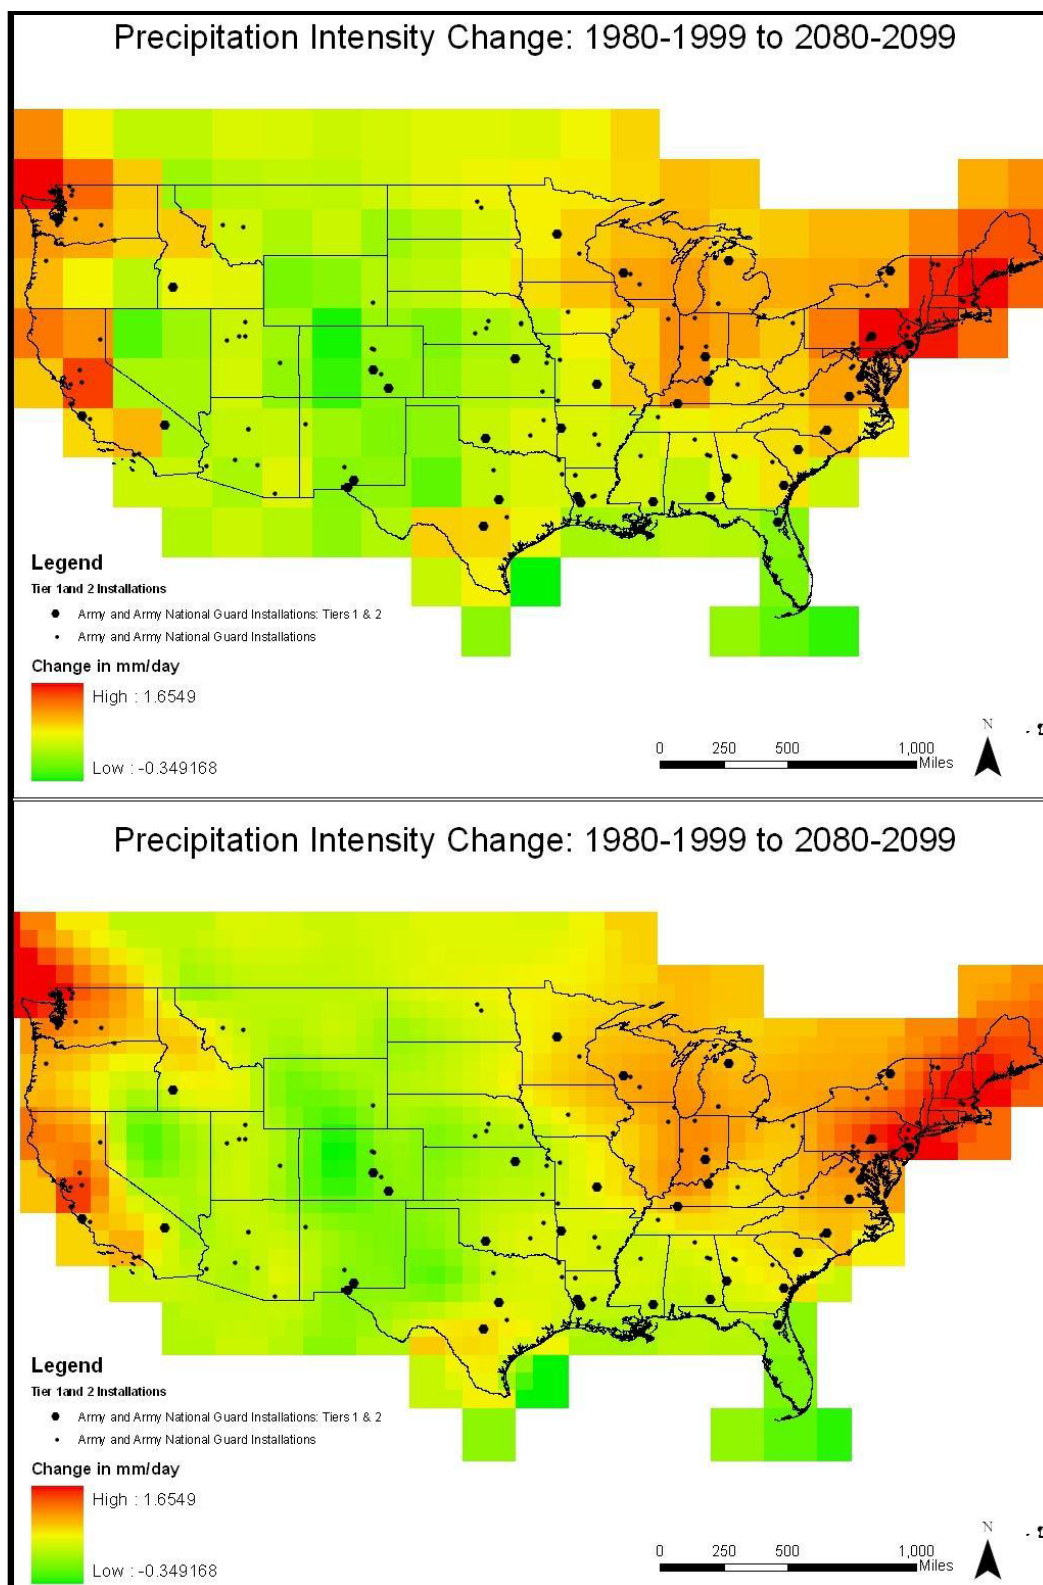 Precipitation Intensity Change: 1980-1999 to 2080-2099
Legend
Tier 1and 2 Installations
Army and Army National Guard Installations: Tiers 1 & 2
Army and Army National Guard Installations
Change in mm/day
High : 1.6549
Low : -0.349168
N
0 250 500 1,000
Miles
Precipitation Intensity Change: 1980-1999 to 2080-2099
Legend
Tier 1and 2 Installations
Army and Army National Guard Installations: Tiers 1 & 2
Army and Army National Guard Installations
Change in mm/day
High : 1.6549
Low : -0.349168
N
0 250 500 1,000
Miles